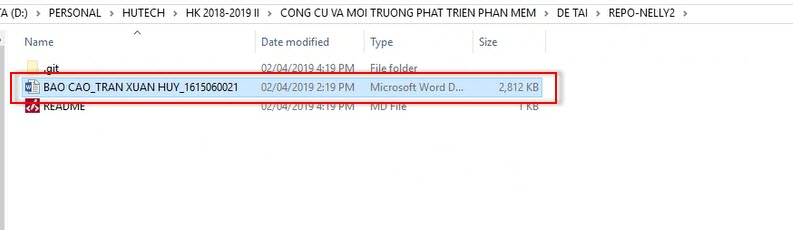 TA (D:) > PERSONAL > HUTECH > HK 2018-2019 II > CONG CU VA MOI TRUONG PHAT TRIEN PHAN MEM > DE TAI > REPO-NELLY2 >
Name Date modified Type Size
.git 02/04/2019 4:19 PM File folder
BAO CAO_TRAN XUAN HUY_1615060021 02/04/2019 2:19 PM Microsoft Word D... 2,812 KB
README 02/04/2019 4:19 PM MD File 1 KB